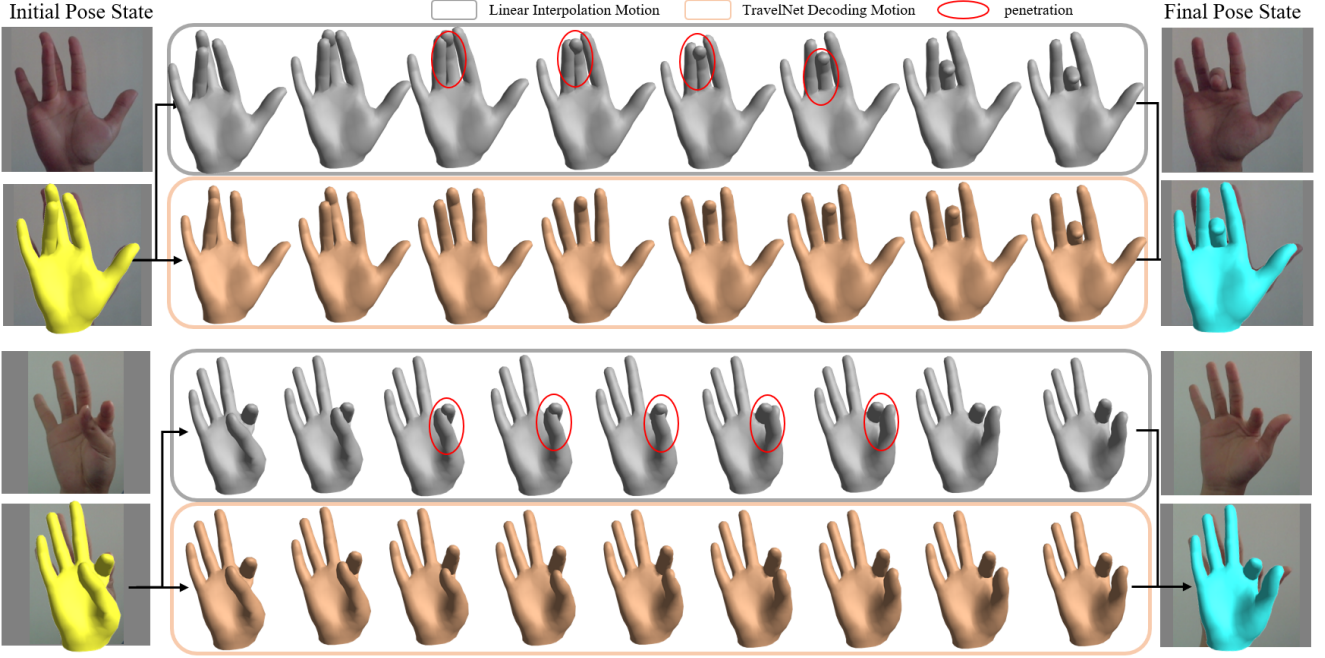 Initial Pose State
Linear Interpolation Motion
TravelNet Decoding Motion
penetration
Final Pose State